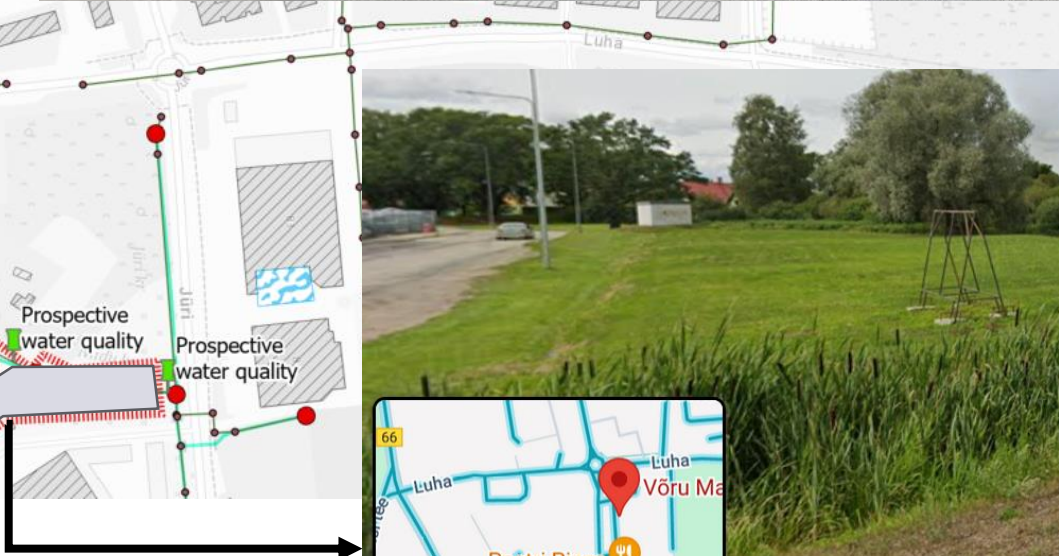 Luha
Jüri
Prospective
water quality
Prospective
water quality
66
Luha
Luha
Võru Ma